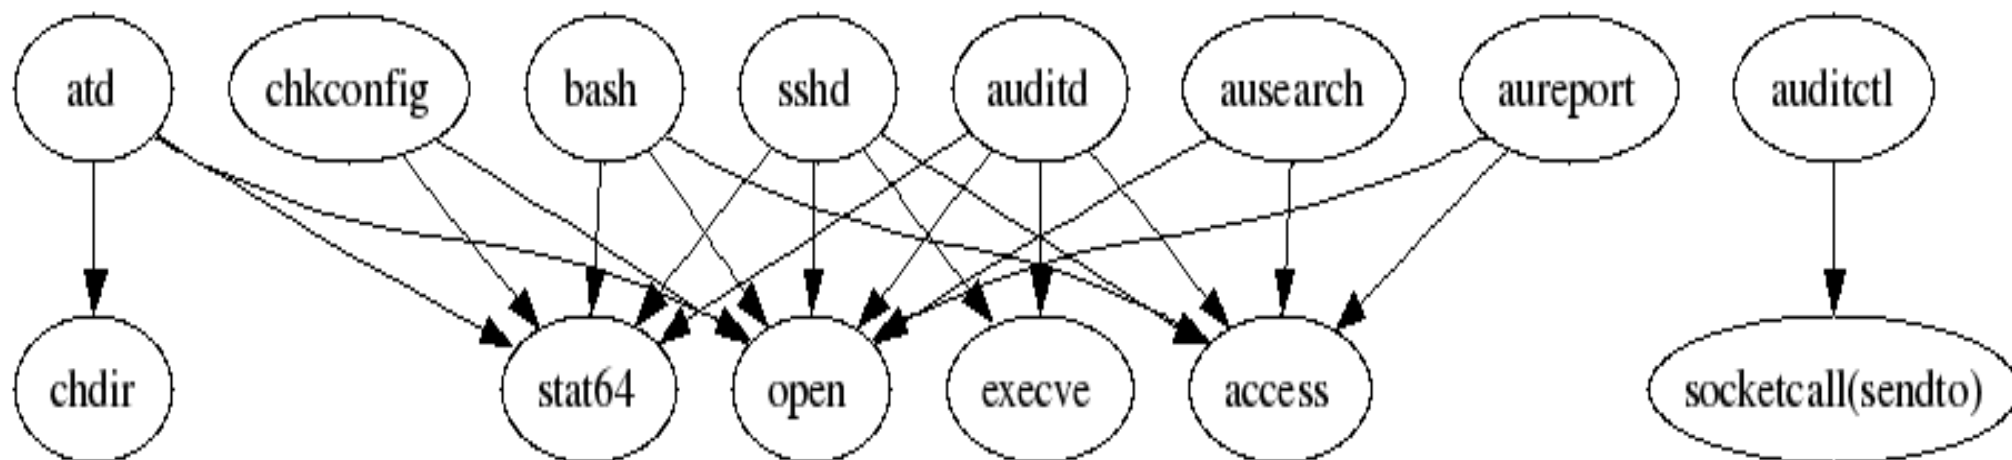 atd chkconfig bash sshd auditd ausearch aureport auditctl
chdir stat64 open execve access socketcall(sendto)